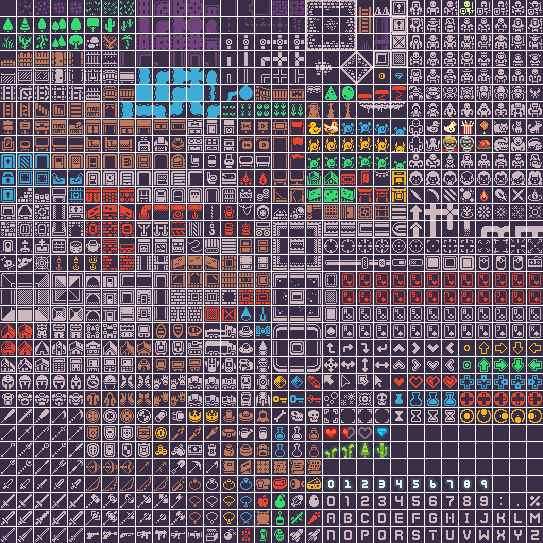 0 1 2 3 4 5 6 7 8 9
0 1 2 3 4 5 6 7 8 9 : . %
A B C D E F G H I J K L M
N O P Q R S T U V W X Y Z